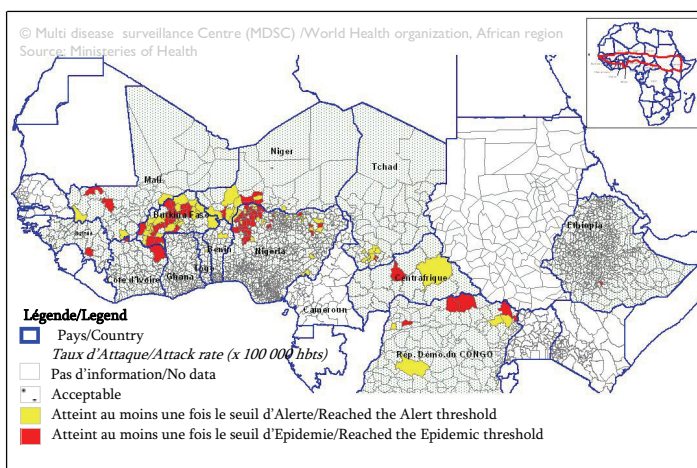 © Multi disease surveillance Centre (MDSC) /World Health organization, African region
Source: Ministeries of Health
Niger
Tchad
Mali
Burkina Faso
Ethiopia
Benin
Nigeria
Togo
Côte d'Ivoire
Ghana
Centrafrique
Cameroun
Rép. Démo.du CONGO
Légende/Legend
Pays/Country
Taux d'Attaque/Attack rate (x 100 000 hbts)
Pas d'information/No data
Acceptable
Atteint au moins une fois le seuil d'Alerte/Reached the Alert threshold
Atteint au moins une fois le seuil d'Epidemie/Reached the Epidemic threshold